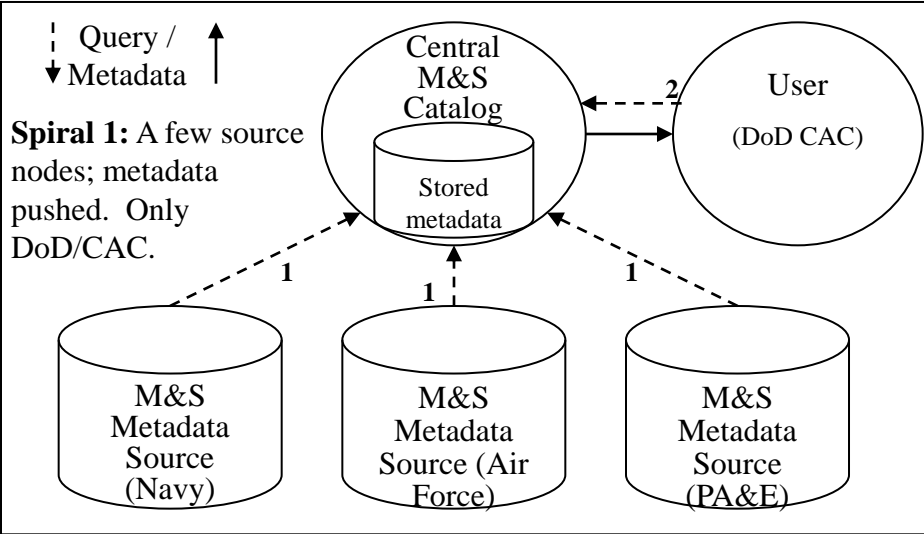 Query /
Metadata
Spiral 1: A few source
nodes; metadata
pushed. Only
DoD/CAC.
Central
M&S
Catalog
Stored
metadata
2
User
(DoD CAC)
1
1
1
M&S
Metadata
Source
(Navy)
M&S
Metadata
Source (Air
Force)
M&S
Metadata
Source
(PA&E)